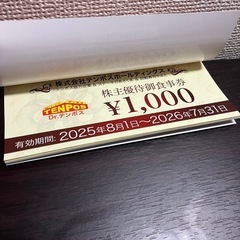 株式会社テンポスホールディングス
TENPOS
Dr.テンポス
株主優待御食事券
¥1,000
有効期間:2025年8月1日～2026年7月31日